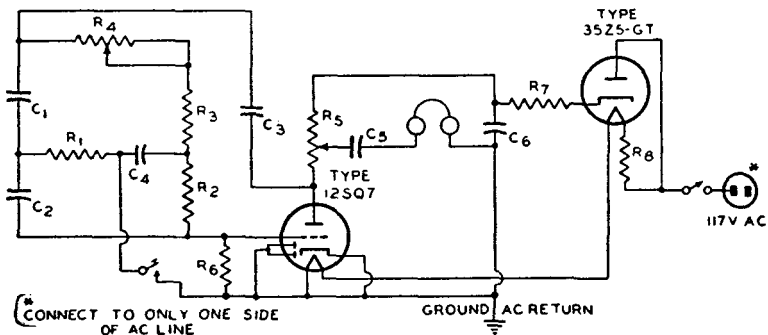 TYPE
35Z5-GT
R4
C1
R3
C3
R5
C5
R7
C6
R8
*
117V AC
R1
C4
R2
C2
TYPE
12SQ7
R6
GROUND AC RETURN
*CONNECT TO ONLY ONE SIDE
OF AC LINE